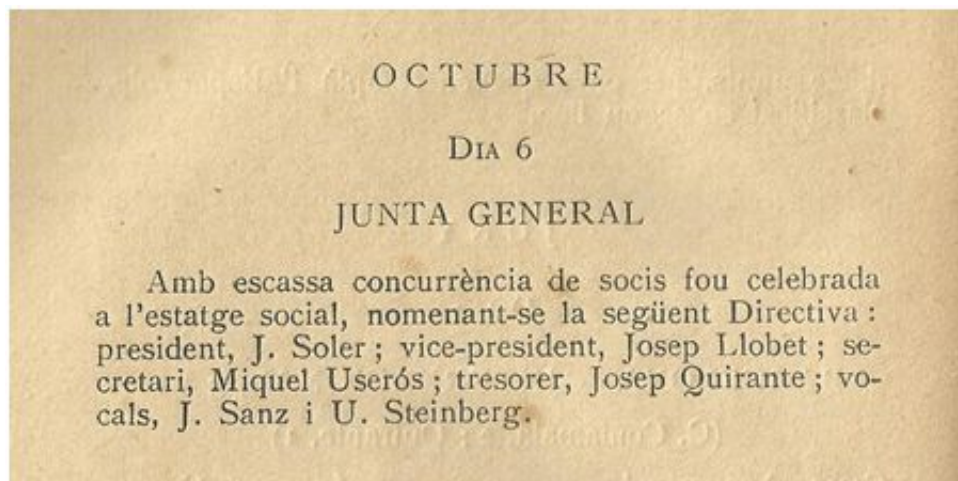 OCTUBRE
DIA 6
JUNTA GENERAL
Amb escassa concurrència de socis fou celebrada
a l'estatge social, nomenant-se la següent Directiva :
president, J. Soler ; vice-president, Josep Llobet ; se-
cretari, Miquel Userós ; tresorer, Josep Quirante ; vo-
cals, J. Sanz i U. Steinberg.